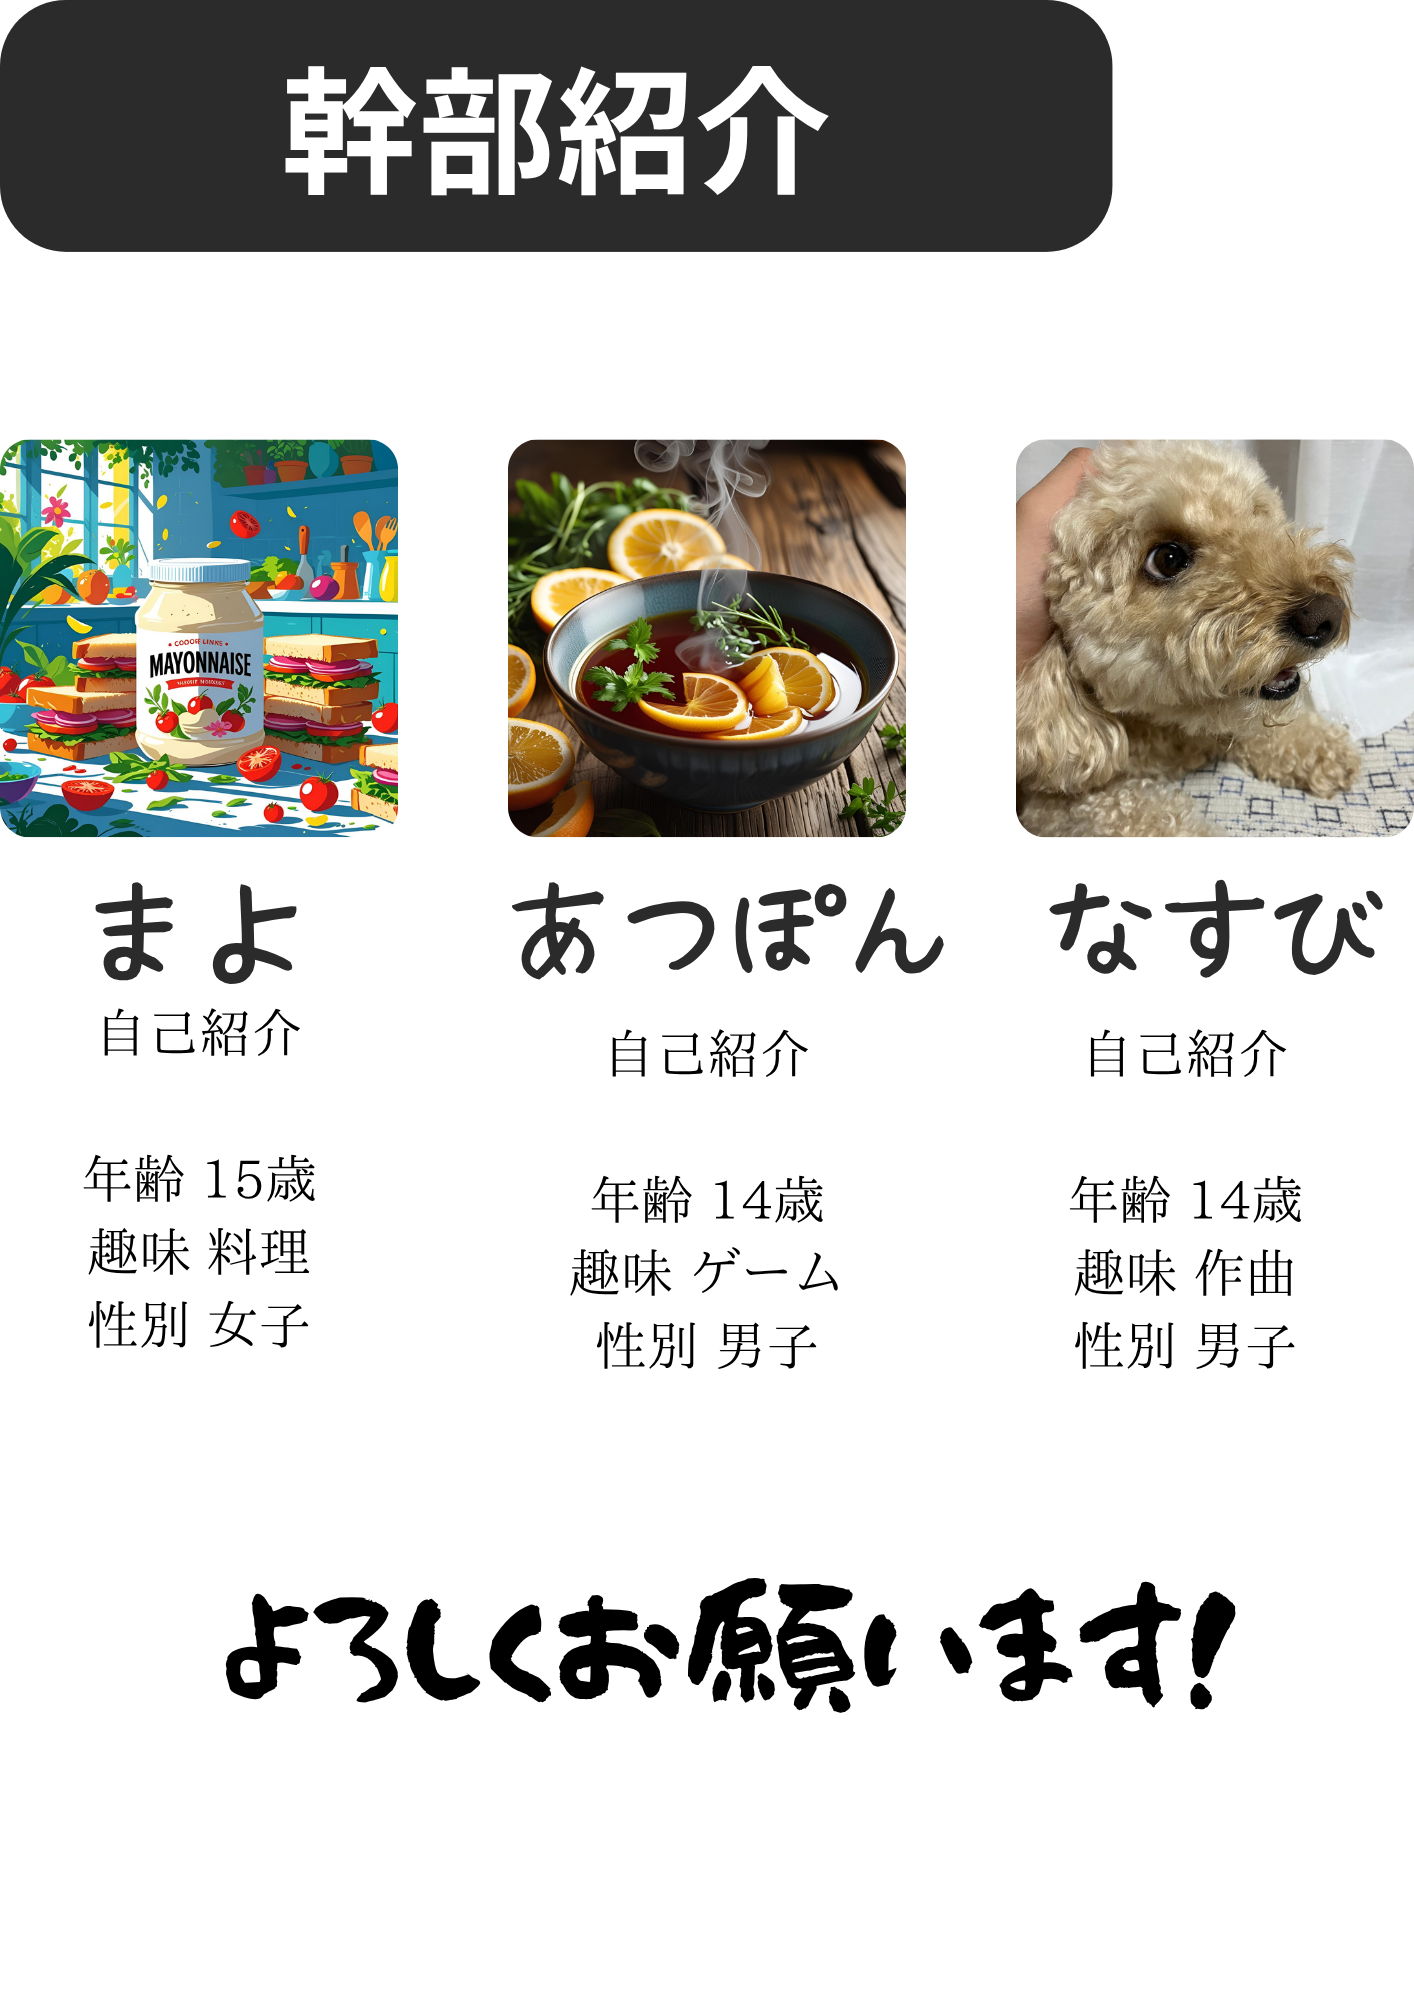 幹部紹介
COOGIE LINKS
MAYONNAISE
まよ
あつぽん
なすび
自己紹介
年齢 15歳
趣味 料理
性別 女子
自己紹介
年齢 14歳
趣味 ゲーム
性別 男子
自己紹介
年齢 14歳
趣味 作曲
性別 男子
よろしくお願います!